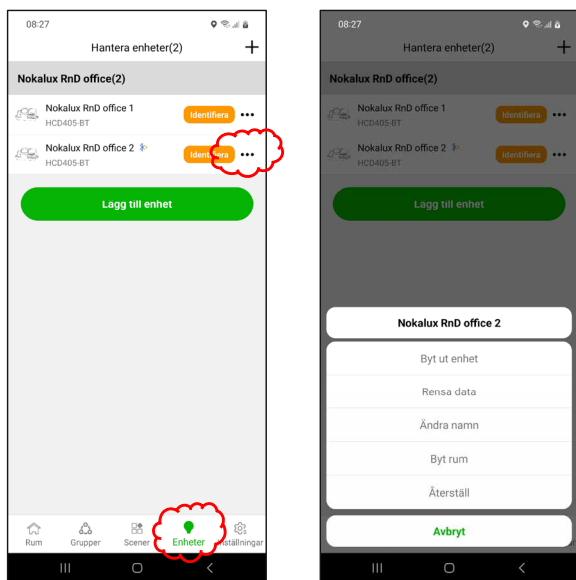 08:27
Hantera enheter(2)
Nokalux RnD office(2)
Nokalux RnD office 1
HCD405-BT
Identifiera
Nokalux RnD office 2
HCD405-BT
Identifiera
Lägg till enhet
Rum
Grupper
Scener
Enheter
Inställningar
08:27
Hantera enheter(2)
Nokalux RnD office(2)
Nokalux RnD office 1
HCD405-BT
Identifiera
Nokalux RnD office 2
HCD405-BT
Identifiera
Lägg till enhet
Nokalux RnD office 2
Byt ut enhet
Rensa data
Ändra namn
Byt rum
Återställ
Avbryt